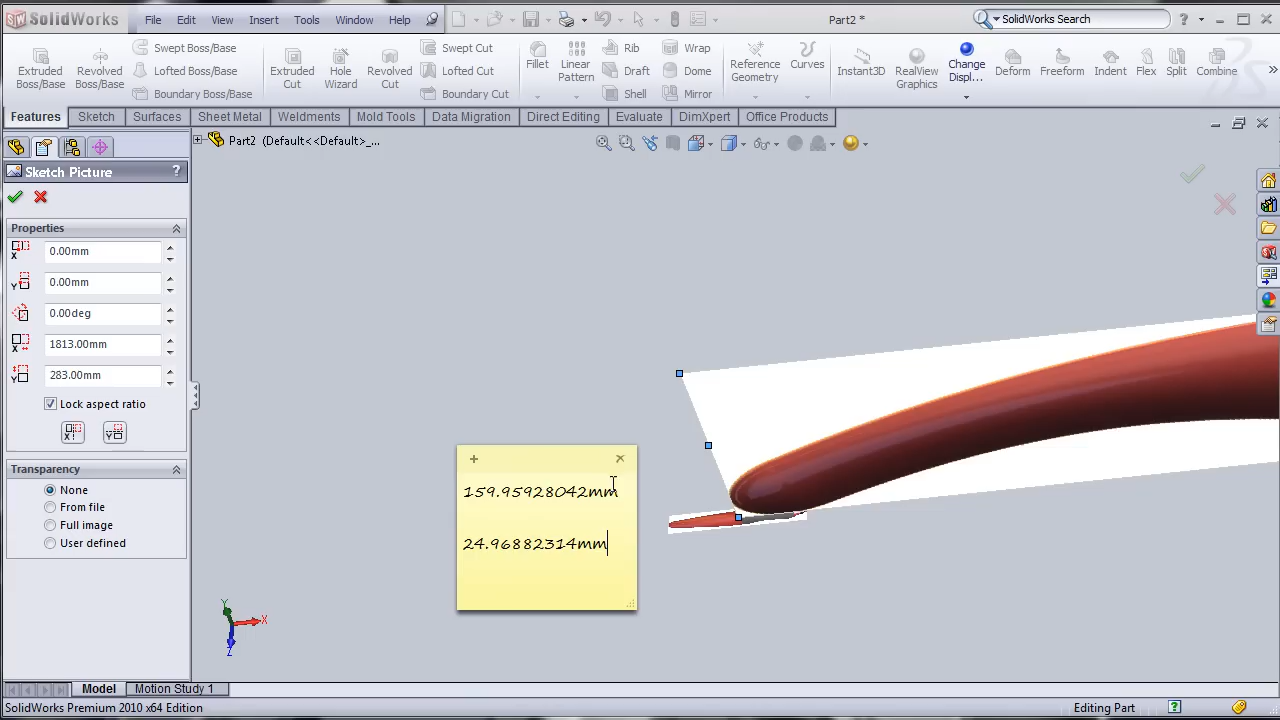 SolidWorks
File Edit View Insert Tools Window Help
Part2 *
SolidWorks Search
Extruded Boss/Base
Revolved Boss/Base
Swept Boss/Base
Lofted Boss/Base
Boundary Boss/Base
Extruded Cut
Hole Wizard
Revolved Cut
Swept Cut
Lofted Cut
Boundary Cut
Fillet
Linear Pattern
Rib
Draft
Shell
Wrap
Dome
Mirror
Reference Geometry
Curves
Instant3D
RealView Graphics
Change Displ...
Deform
Freeform
Indent
Flex
Split
Combine
Features Sketch Surfaces Sheet Metal Weldments Mold Tools Data Migration Direct Editing Evaluate DimXpert Office Products
Part2 (Default<<Default>_...
Sketch Picture
?
Properties
0.00mm
0.00mm
0.00deg
1813.00mm
283.00mm
Lock aspect ratio
Transparency
None
From file
Full image
User defined
159.95928042mm
24.96882314mm
Y
X
Z
Model Motion Study 1
SolidWorks Premium 2010 x64 Edition
Editing Part